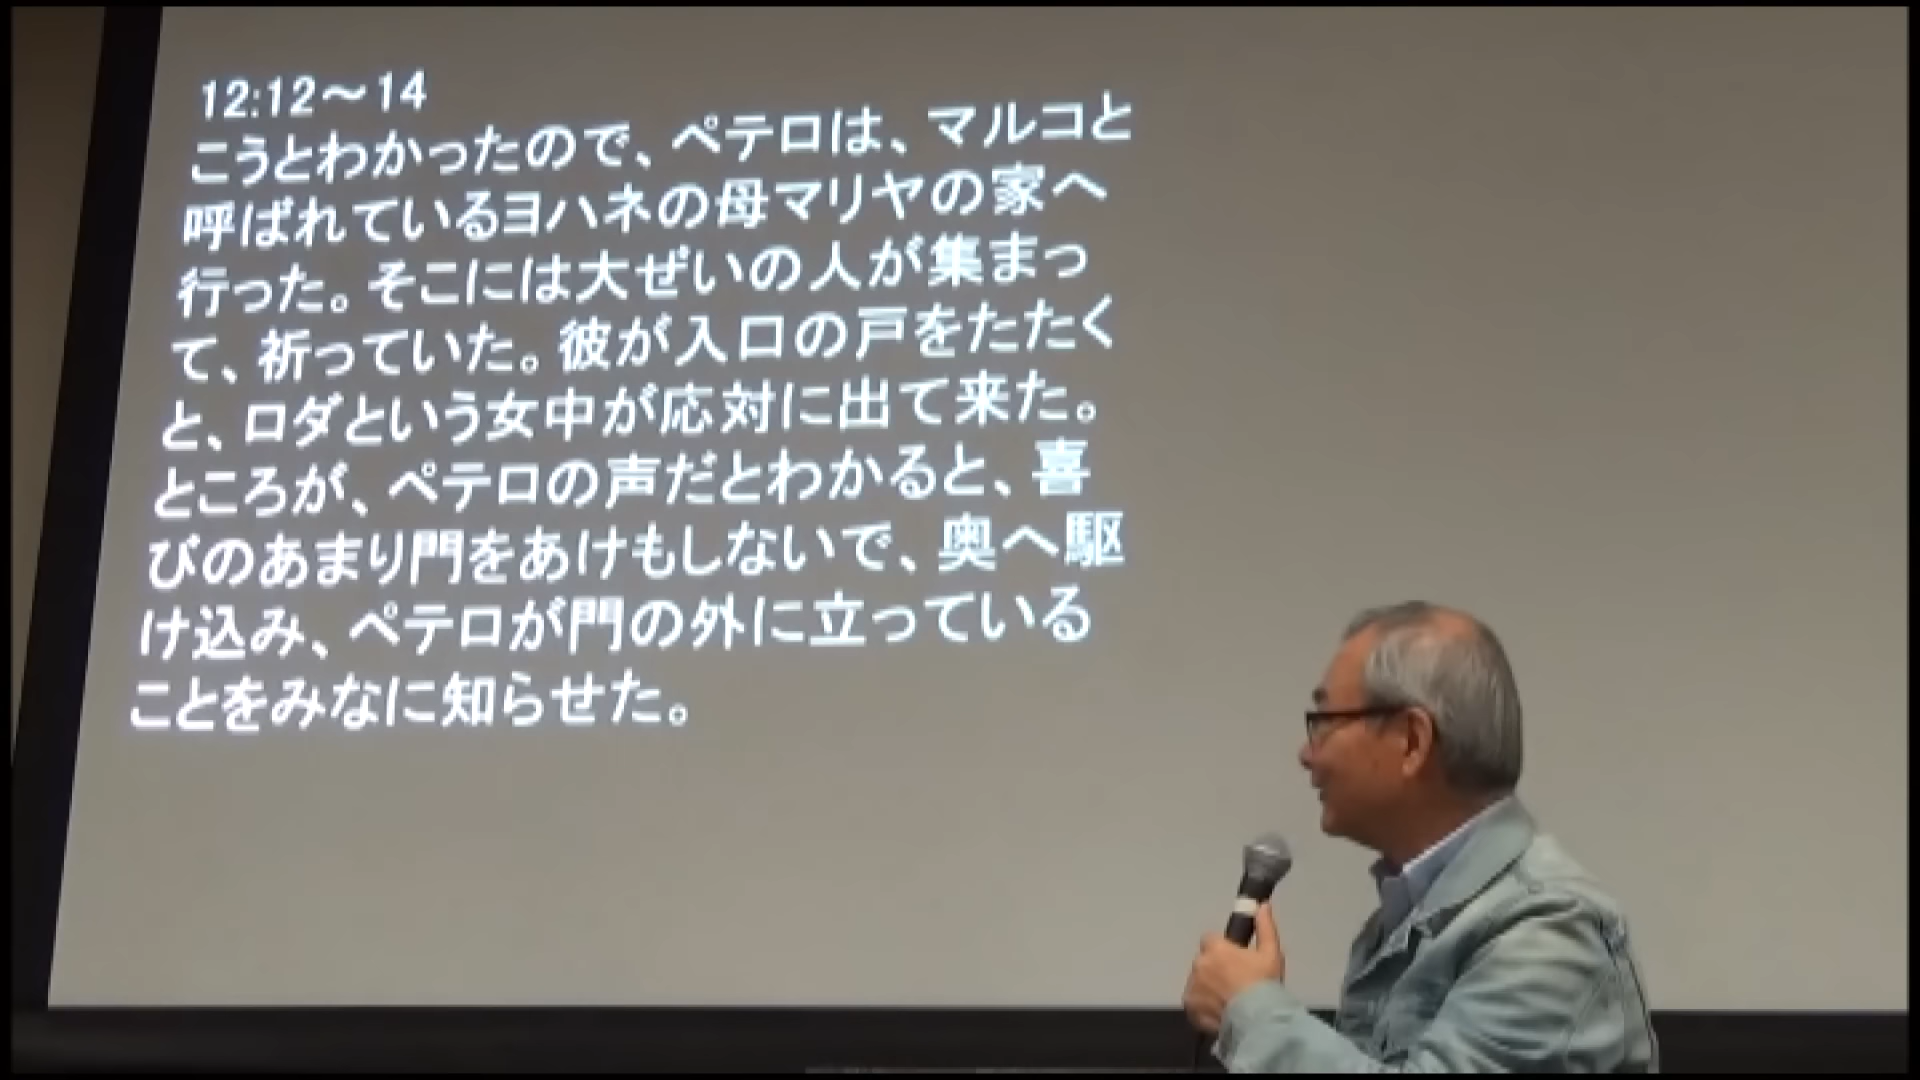 12:12～14
こうとわかったので、ペテロは、マルコと
呼ばれているヨハネの母マリヤの家へ
行った。そこには大ぜいの人が集まっ
て、祈っていた。彼が入口の戸をたたく
と、ロダという女中が応対に出て来た。
ところが、ペテロの声だとわかると、喜
びのあまり門をあけもしないで、奥へ駆
け込み、ペテロが門の外に立っている
ことをみなに知らせた。